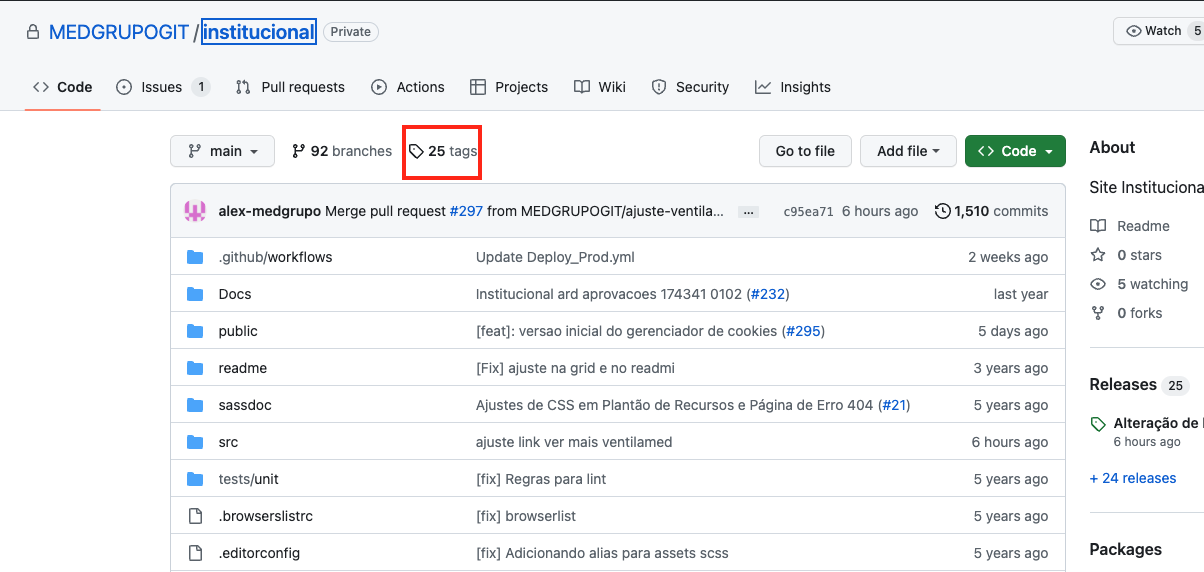 MEDGRUPOGIT / institucional Private
Watch 5
Code Issues 1 Pull requests Actions Projects Wiki Security Insights
main 92 branches 25 tags Go to file Add file Code
alex-medgrupo Merge pull request #297 from MEDGRUPOGIT/ajuste-ventila... ... c95ea71 6 hours ago 1,510 commits
.github/workflows Update Deploy_Prod.yml 2 weeks ago
Docs Institucional ard aprovacoes 174341 0102 (#232) last year
public [feat]: versao inicial do gerenciador de cookies (#295) 5 days ago
readme [Fix] ajuste na grid e no readmi 3 years ago
sassdoc Ajustes de CSS em Plantão de Recursos e Página de Erro 404 (#21) 5 years ago
src ajuste link ver mais ventilamed 6 hours ago
tests/unit [fix] Regras para lint 5 years ago
.browserslistrc [fix] browserlist 5 years ago
.editorconfig [fix] Adicionando alias para assets scss 5 years ago
About
Site Instituciona
Readme
0 stars
5 watching
0 forks
Releases 25
Alteração de
6 hours ago
+ 24 releases
Packages